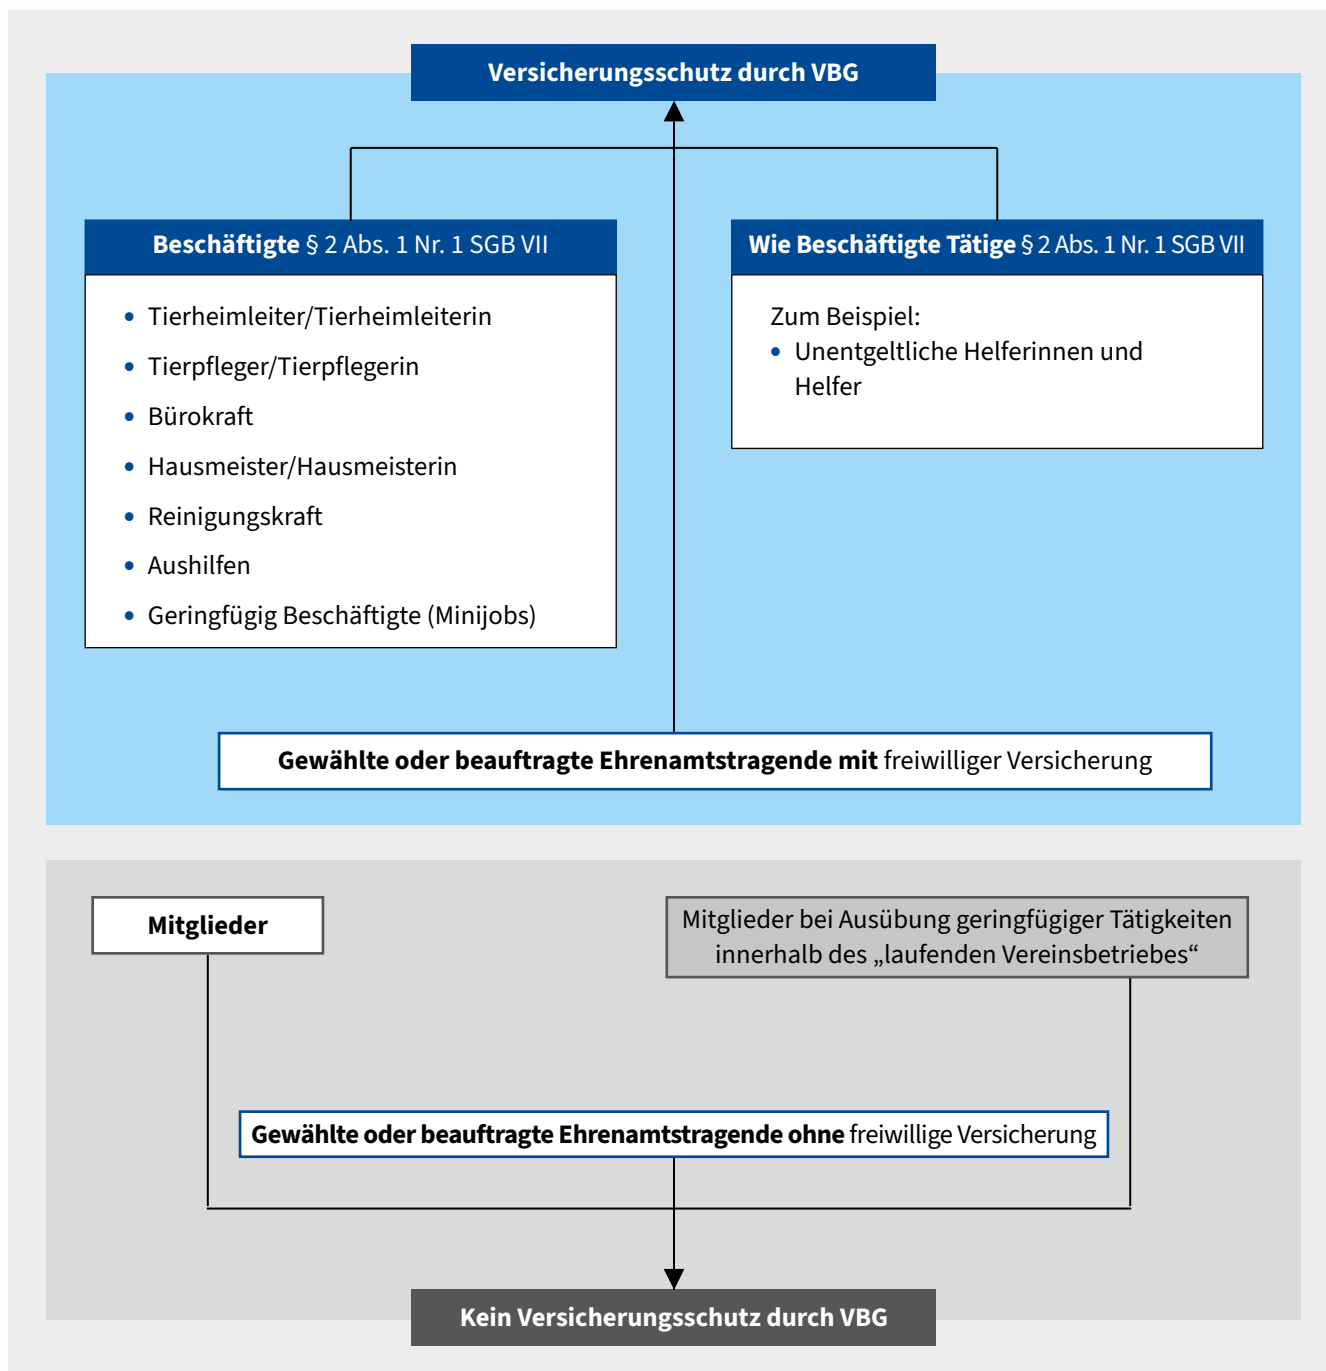 Versicherungsschutz durch VBG
Beschäftigte § 2 Abs. 1 Nr. 1 SGB VII
• Tierheimleiter/Tierheimleiterin
• Tierpfleger/Tierpflegerin
• Bürokraft
• Hausmeister/Hausmeisterin
• Reinigungskraft
• Aushilfen
• Geringfügig Beschäftigte (Minijobs)
Wie Beschäftigte Tätige § 2 Abs. 1 Nr. 1 SGB VII
Zum Beispiel:
• Unentgeltliche Helferinnen und
Helfer
Gewählte oder beauftragte Ehrenamtstragende mit freiwilliger Versicherung
Mitglieder
Mitglieder bei Ausübung geringfügiger Tätigkeiten
innerhalb des „laufenden Vereinsbetriebes“
Gewählte oder beauftragte Ehrenamtstragende ohne freiwillige Versicherung
Kein Versicherungsschutz durch VBG